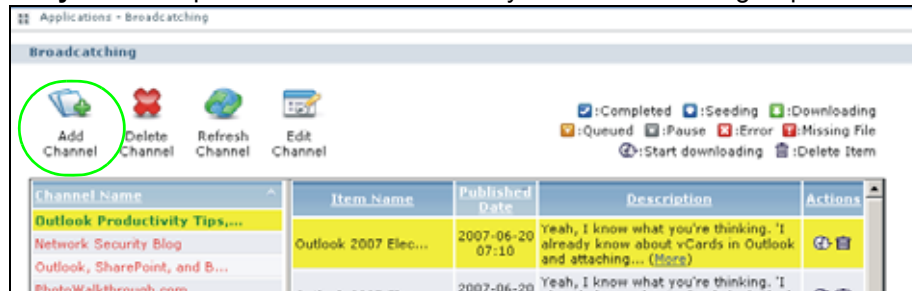 Applications > Broadcatching
Broadcatching
Add Channel
Delete Channel
Refresh Channel
Edit Channel
:Completed :Seeding :Downloading
:Queued :Pause :Error :Missing File
:Start downloading :Delete Item
Channel Name
Item Name
Published Date
Description
Actions
Outlook Productivity Tips,...
Network Security Blog
Outlook, SharePoint, and B...
PhotoWalkthrough.com
Outlook 2007 Elec...
2007-06-20
07:10
Yeah, I know what you're thinking. 'I
already know about vCards in Outlook
and attaching... (More)
2007-06-20
Yeah, I know what you're thinking. 'I